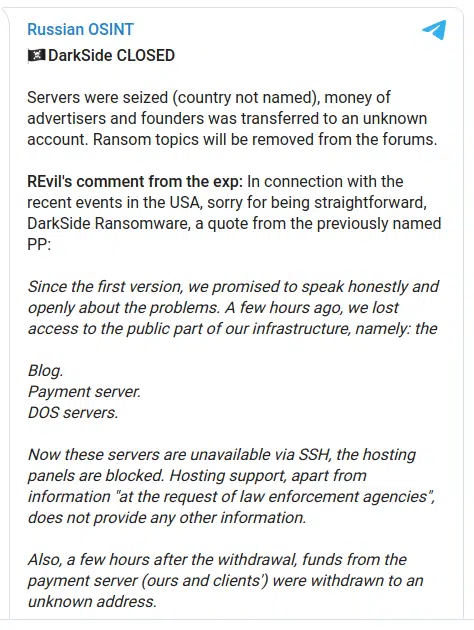 Russian OSINT
🏴‍☠️DarkSide CLOSED
Servers were seized (country not named), money of
advertisers and founders was transferred to an unknown
account. Ransom topics will be removed from the forums.
REvil's comment from the exp: In connection with the
recent events in the USA, sorry for being straightforward,
DarkSide Ransomware, a quote from the previously named
PP:
Since the first version, we promised to speak honestly and
openly about the problems. A few hours ago, we lost
access to the public part of our infrastructure, namely: the
Blog.
Payment server.
DOS servers.
Now these servers are unavailable via SSH, the hosting
panels are blocked. Hosting support, apart from
information "at the request of law enforcement agencies",
does not provide any other information.
Also, a few hours after the withdrawal, funds from the
payment server (ours and clients') were withdrawn to an
unknown address.